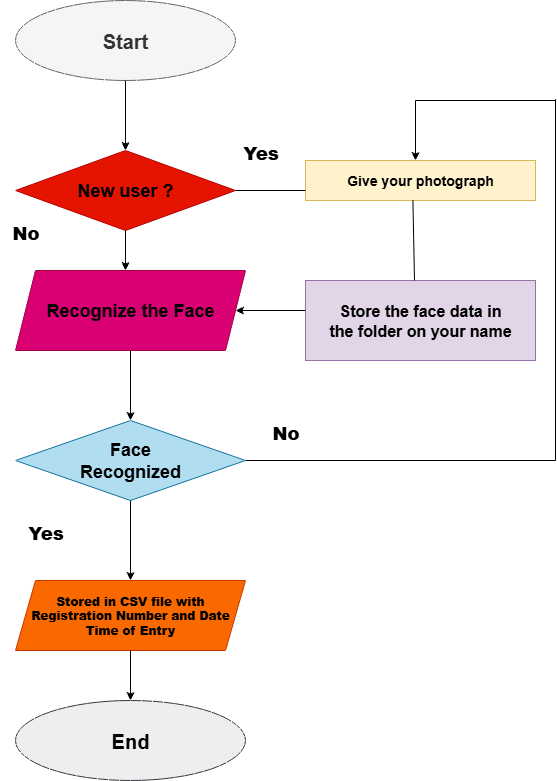 Start
Yes
New user ?
Give your photograph
No
Recognize the Face
Store the face data in
the folder on your name
No
Face
Recognized
Yes
Stored in CSV file with
Registration Number and Date
Time of Entry
End